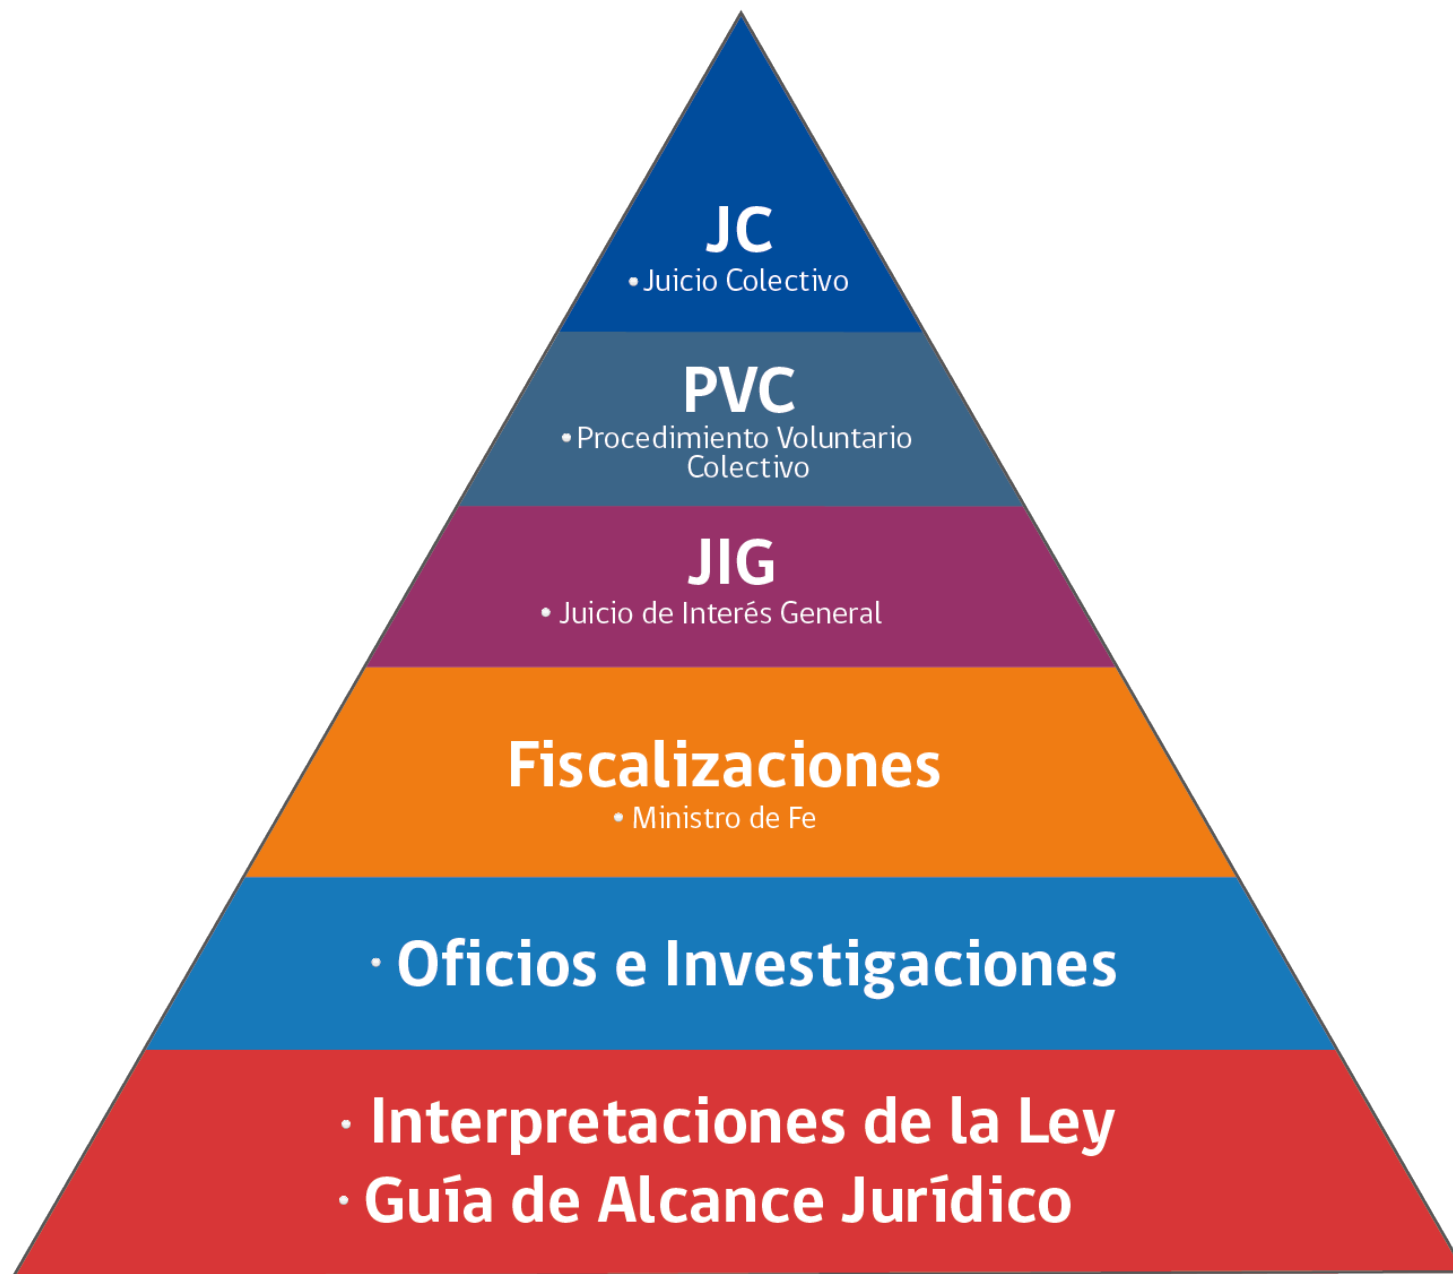 JC
• Juicio Colectivo
PVC
• Procedimiento Voluntario
Colectivo
JIG
• Juicio de Interés General
Fiscalizaciones
• Ministro de Fe
• Oficios e Investigaciones
• Interpretaciones de la Ley
• Guía de Alcance Jurídico